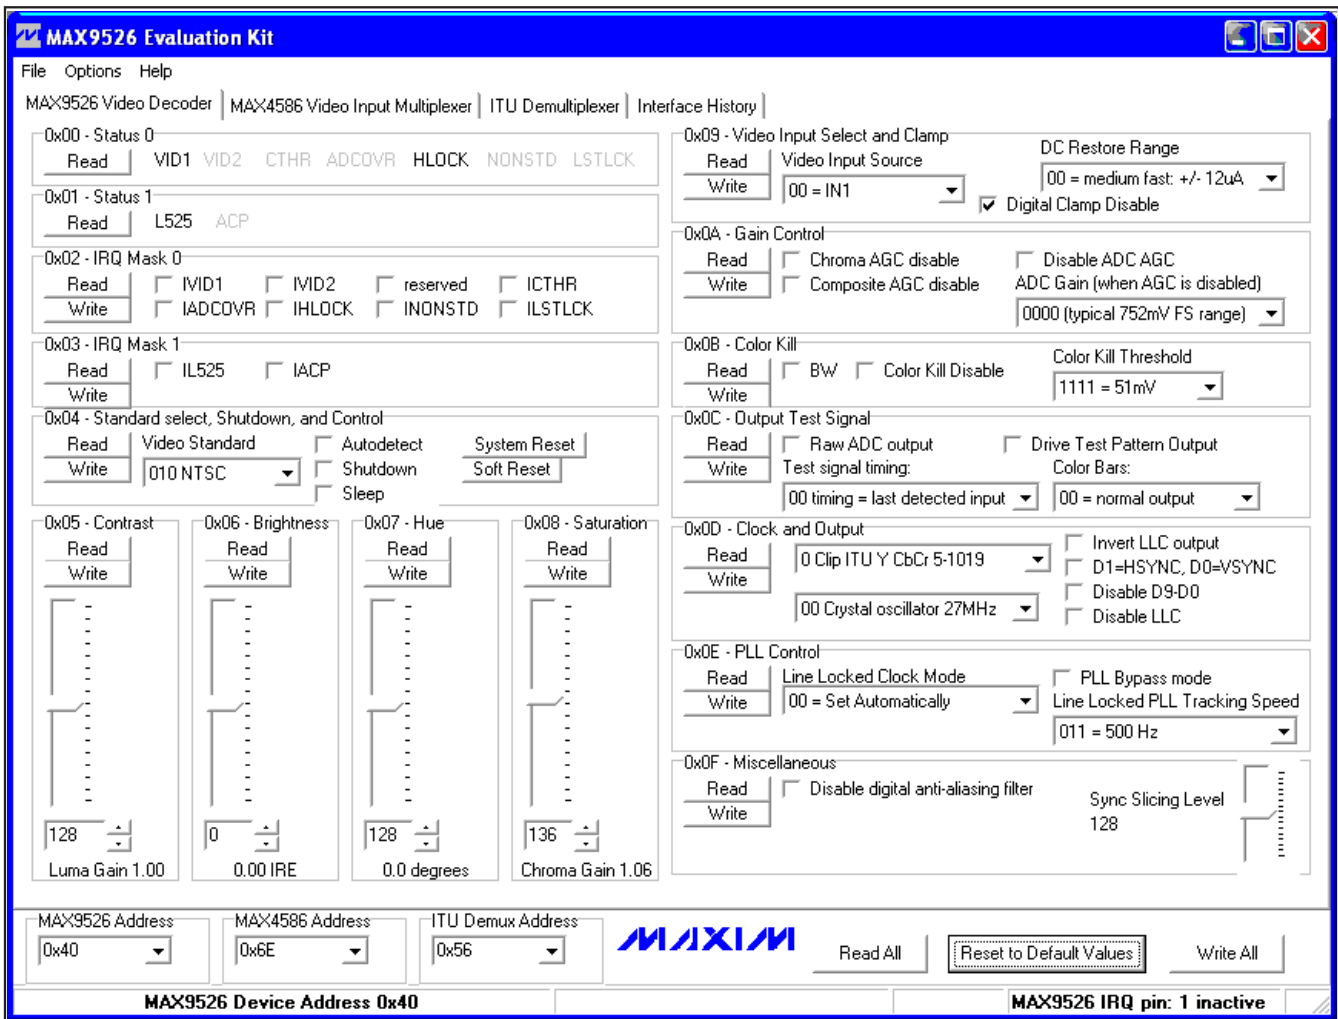 MAX9526 Evaluation Kit
File Options Help
MAX9526 Video Decoder MAX4586 Video Input Multiplexer ITU Demultiplexer Interface History
0x00 - Status 0
Read VID1 VID2 CTHR ADCOVR HLOCK NONSTD LSTLCK
0x01 - Status 1
Read L525 ACP
0x02 - IRQ Mask 0
Read IVID1 IVID2 reserved ICTHR
Write IADCOVR IHLOCK INONSTD ILSTLCK
0x03 - IRQ Mask 1
Read IL525 IACP
Write
0x04 - Standard select, Shutdown, and Control
Read Video Standard Autodetect System Reset
Write 010 NTSC Shutdown Soft Reset
Sleep
0x05 - Contrast 0x06 - Brightness 0x07 - Hue 0x08 - Saturation
Read Read Read Read
Write Write Write Write
128 0 128 136
Luma Gain 1.00 0.00 IRE 0.0 degrees Chroma Gain 1.06
0x09 - Video Input Select and Clamp
DC Restore Range
Read Video Input Source
Write 00 = IN1 00 = medium fast: +/- 12uA
Digital Clamp Disable
0x0A - Gain Control
Read Chroma AGC disable Disable ADC AGC
Write Composite AGC disable ADC Gain (when AGC is disabled)
0000 (typical 752mV FS range)
0x0B - Color Kill
Color Kill Threshold
Read BW Color Kill Disable
Write 1111 = 51mV
0x0C - Output Test Signal
Read Raw ADC output Drive Test Pattern Output
Write Test signal timing: Color Bars:
00 timing = last detected input 00 = normal output
0x0D - Clock and Output
Read 0 Clip ITU Y CbCr 5-1019 Invert LLC output
Write D1=HSYNC, D0=VSYNC
Disable D9-D0
00 Crystal oscillator 27MHz Disable LLC
0x0E - PLL Control
Read Line Locked Clock Mode PLL Bypass mode
Write 00 = Set Automatically Line Locked PLL Tracking Speed
011 = 500 Hz
0x0F - Miscellaneous
Read Disable digital anti-aliasing filter
Write Sync Slicing Level
128
MAX9526 Address MAX4586 Address ITU Demux Address
0x40 0x6E 0x56
MAXIM Read All Reset to Default Values Write All
MAX9526 Device Address 0x40 MAX9526 IRQ pin: 1 inactive